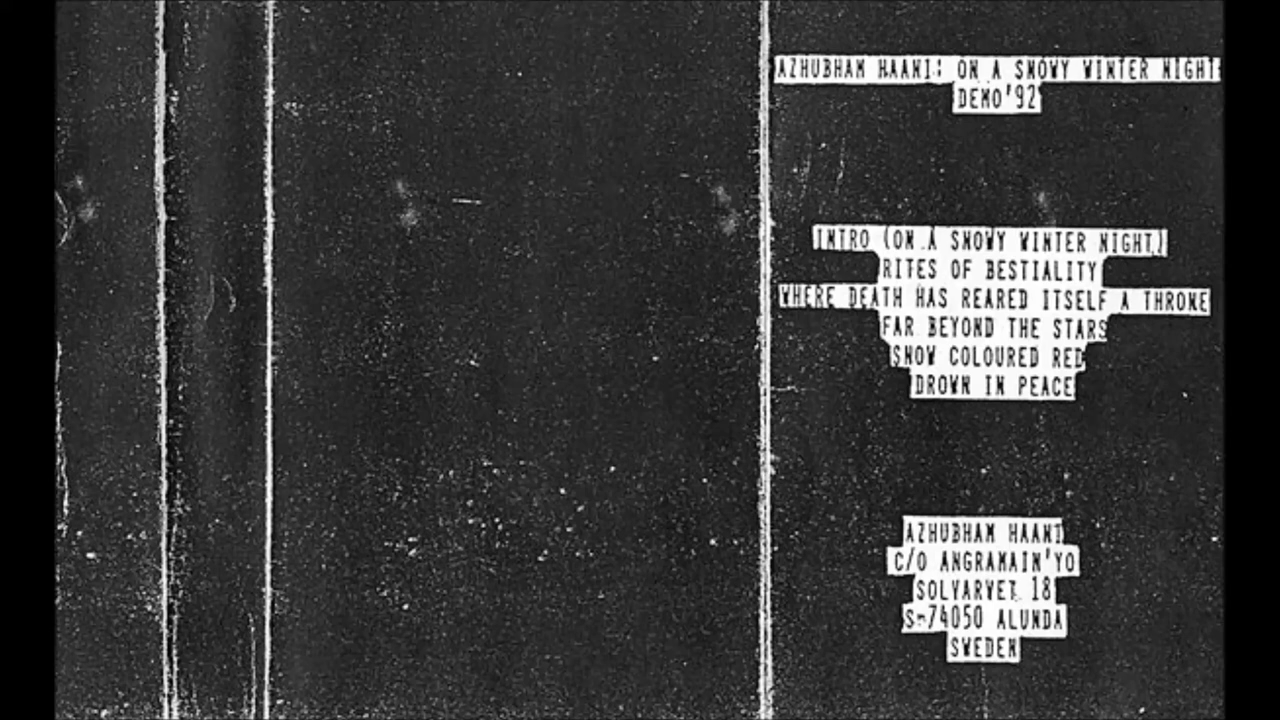 AZHUBHAM HAANI: ON A SNOWY WINTER NIGHT
DEMO'92
INTRO (ON A SNOWY WINTER NIGHT)
RITES OF BESTIALITY
WHERE DEATH HAS REARED ITSELF A THRONE
FAR BEYOND THE STARS
SNOW COLOURED RED
DROWN IN PEACE
AZHUBHAM HAANI
C/O ANGRAMAIN'YO
SOLVARVET 18
S-74050 ALUNDA
SWEDEN